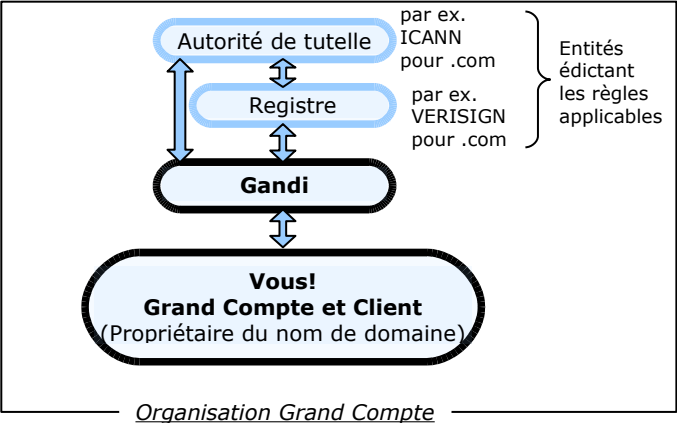 Autorité de tutelle
par ex.
ICANN
pour .com
Registre
par ex.
VERISIGN
pour .com
Entités
édictant
les règles
applicables
Gandi
Vous!
Grand Compte et Client
(Propriétaire du nom de domaine)
Organisation Grand Compte